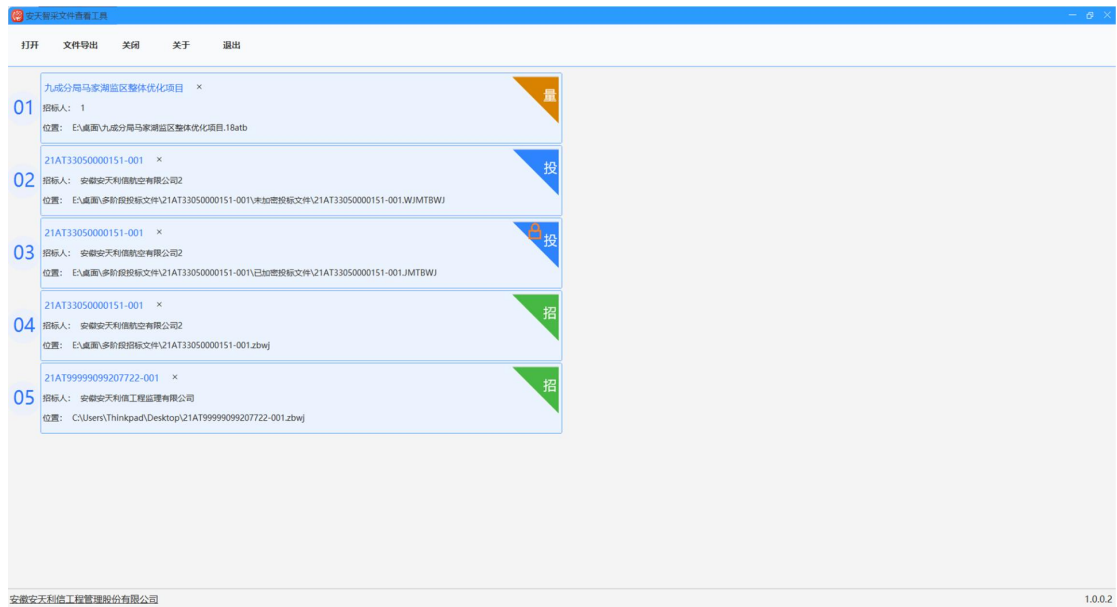 安天智采文件查看工具
打开 文件导出 关闭 关于 退出
01
九成分局马家湖监区整体优化项目 ×
招标人： 1
位置： E:\桌面\九成分局马家湖监区整体优化项目.18atb
量
02
21AT33050000151-001 ×
招标人： 安徽安天利信航空有限公司2
位置： E:\桌面\多阶段投标文件\21AT33050000151-001\未加密投标文件\21AT33050000151-001.WJMTBWJ
投
03
21AT33050000151-001 ×
招标人： 安徽安天利信航空有限公司2
位置： E:\桌面\多阶段投标文件\21AT33050000151-001\已加密投标文件\21AT33050000151-001.JMTBWJ
投
04
21AT33050000151-001 ×
招标人： 安徽安天利信航空有限公司2
位置： E:\桌面\多阶段招标文件\21AT33050000151-001.zbwj
招
05
21AT99999099207722-001 ×
招标人： 安徽安天利信工程监理有限公司
位置： C:\Users\Thinkpad\Desktop\21AT99999099207722-001.zbwj
招
安徽安天利信工程管理股份有限公司 1.0.0.2